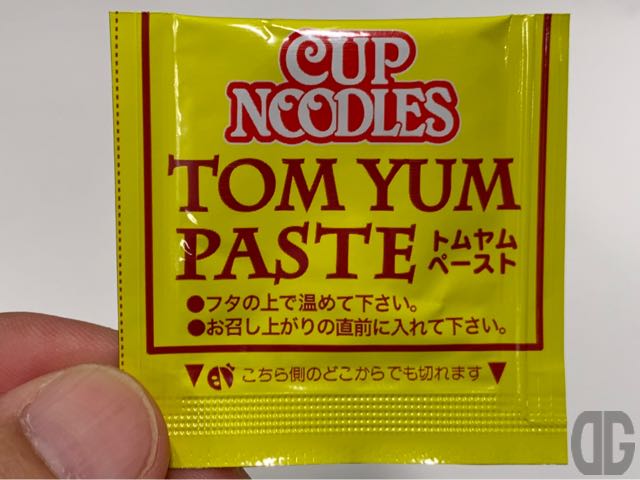 CUP
NOODLES
TOM YUM
PASTE トムヤム
ペースト
●フタの上で温めて下さい。
●お召し上がりの直前に入れて下さい。
▼こちら側のどこからでも切れます▼
DG